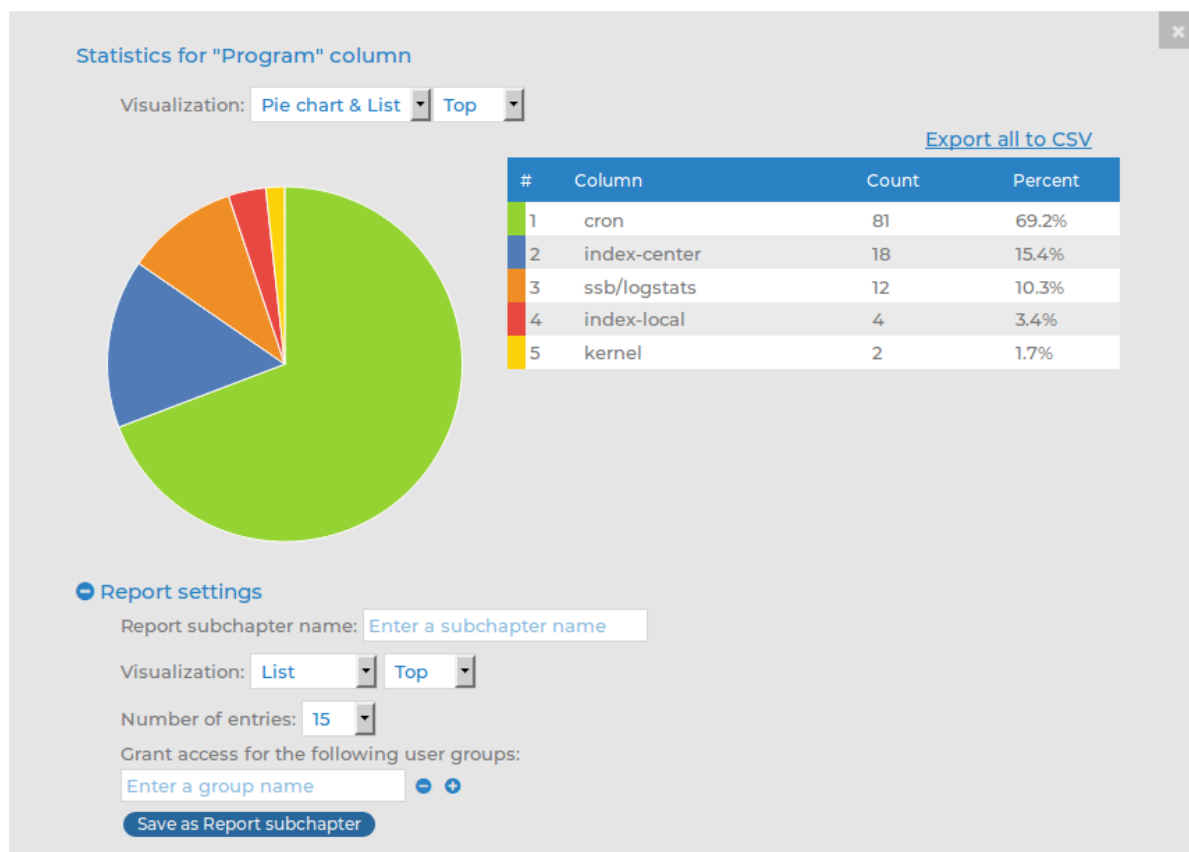 Statistics for "Program" column
Visualization: Pie chart & List Top
Export all to CSV
# Column Count Percent
1 cron 81 69.2%
2 index-center 18 15.4%
3 ssb/logstats 12 10.3%
4 index-local 4 3.4%
5 kernel 2 1.7%
Report settings
Report subchapter name: Enter a subchapter name
Visualization: List Top
Number of entries: 15
Grant access for the following user groups:
Enter a group name
Save as Report subchapter